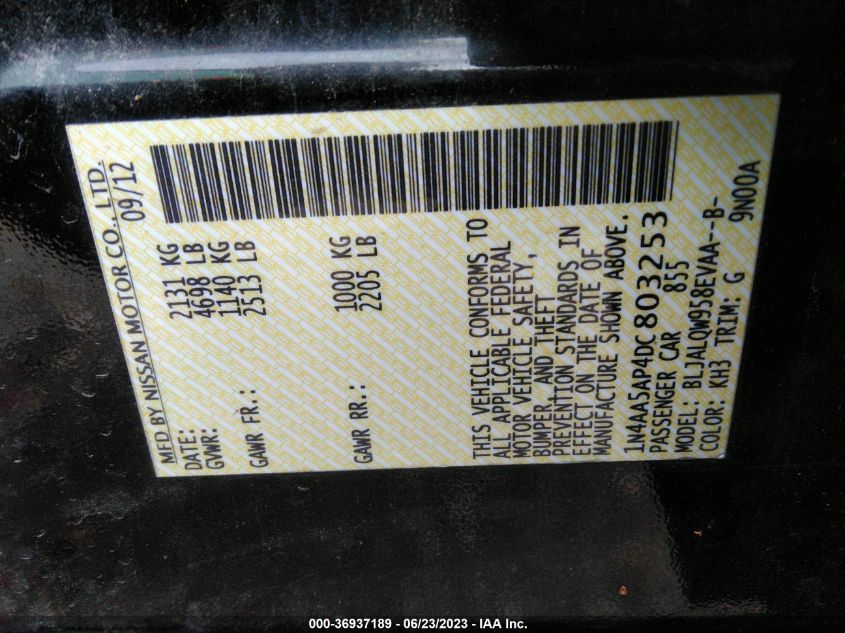 MFD BY NISSAN MOTOR CO., LTD.
DATE: 09/12
GVWR: 2131 KG
4698 LB
GAWR FR.: 1140 KG
2513 LB
GAWR RR.: 1000 KG
2205 LB
THIS VEHICLE CONFORMS TO
ALL APPLICABLE FEDERAL
MOTOR VEHICLE SAFETY,
BUMPER, AND THEFT
PREVENTION STANDARDS IN
EFFECT ON THE DATE OF
MANUFACTURE SHOWN ABOVE.
1N4AA5AP4DC803253
PASSENGER CAR 855
MODEL: BLJALQW958EVAA--B-
COLOR: KH3 TRIM: G 9N00A
000-36937189 - 06/23/2023 - IAA Inc.